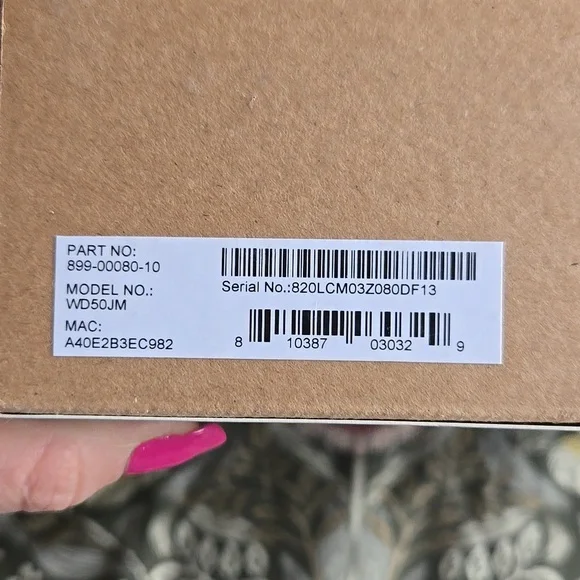 PART NO:
899-00080-10
MODEL NO.:
WD50JM
MAC:
A40E2B3EC982
Serial No.:820LCM03Z080DF13
8 10387 03032 9